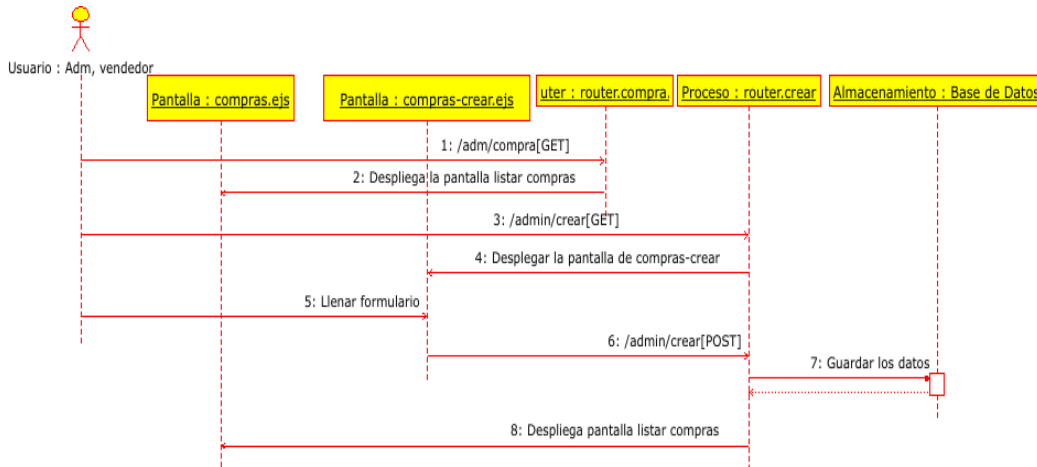 Usuario : Adm, vendedor
Pantalla : compras.ejs
Pantalla : compras-crear.ejs
uter : router.compra.
Proceso : router.crear
Almacenamiento : Base de Datos
1: /adm/compra[GET]
2: Despliega la pantalla listar compras
3: /admin/crear[GET]
4: Desplegar la pantalla de compras-crear
5: Llenar formulario
6: /admin/crear[POST]
7: Guardar los datos
8: Despliega pantalla listar compras